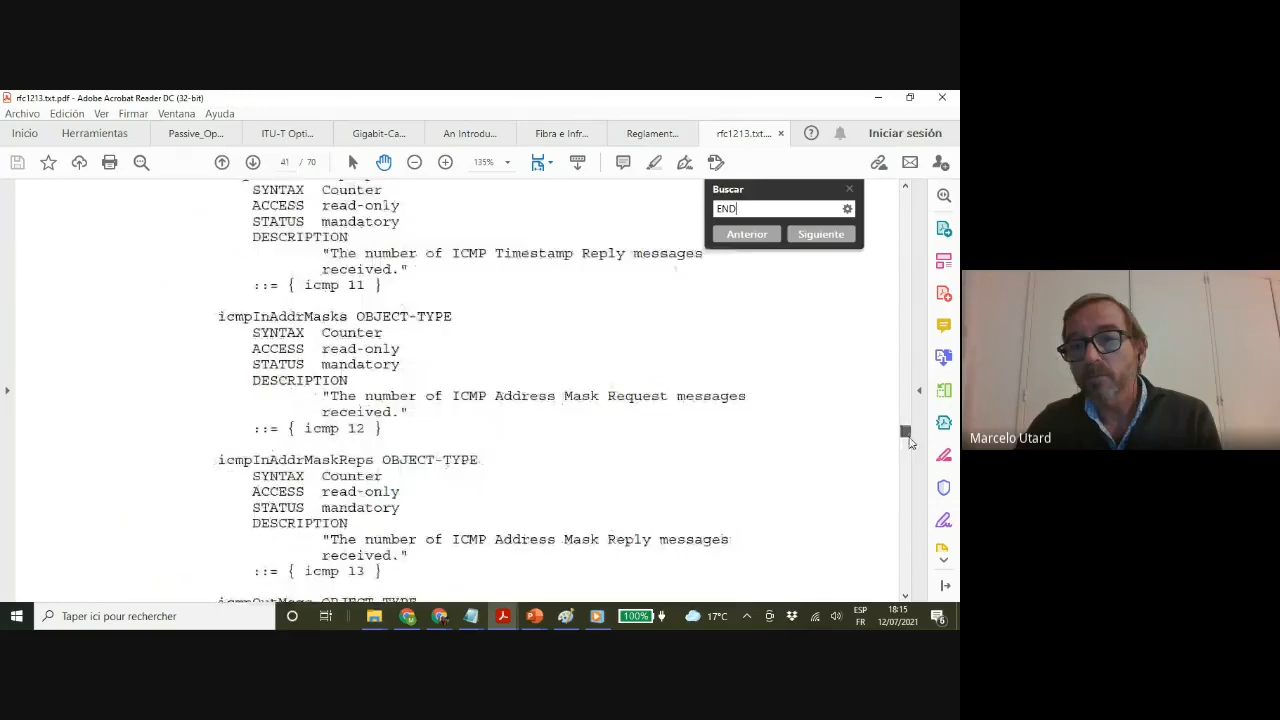 rfc1213.txt.pdf - Adobe Acrobat Reader DC (32-bit)
Archivo Edición Ver Firmar Ventana Ayuda
Inicio Herramientas Passive_Op... ITU-T Opti... Gigabit-Ca... An Introdu... Fibra e Infr... Reglament... rfc1213.txt.... Iniciar sesión
41 / 70 135%
Buscar
END
Anterior Siguiente
SYNTAX Counter
ACCESS read-only
STATUS mandatory
DESCRIPTION
"The number of ICMP Timestamp Reply messages
received."
::= { icmp 11 }
icmpInAddrMasks OBJECT-TYPE
SYNTAX Counter
ACCESS read-only
STATUS mandatory
DESCRIPTION
"The number of ICMP Address Mask Request messages
received."
::= { icmp 12 }
icmpInAddrMaskReps OBJECT-TYPE
SYNTAX Counter
ACCESS read-only
STATUS mandatory
DESCRIPTION
"The number of ICMP Address Mask Reply messages
received."
::= { icmp 13 }
icmpOutMsgs OBJECT-TYPE
Marcelo Utard
Taper ici pour rechercher
100%
17°C
ESP
FR
18:15
12/07/2021
6